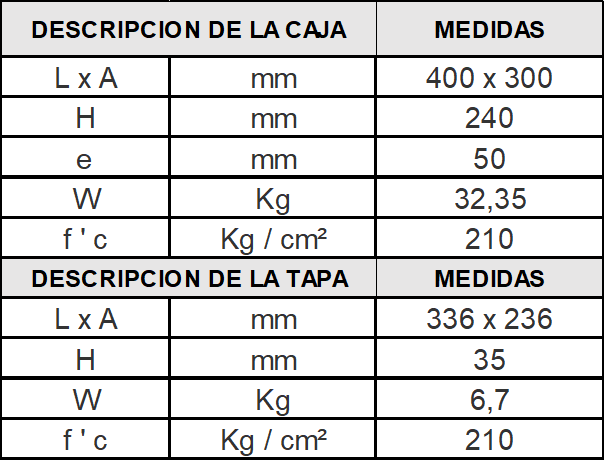 DESCRIPCION DE LA CAJA MEDIDAS
L x A mm 400 x 300
H mm 240
e mm 50
W Kg 32,35
f ' c Kg / cm² 210
DESCRIPCION DE LA TAPA MEDIDAS
L x A mm 336 x 236
H mm 35
W Kg 6,7
f ' c Kg / cm² 210